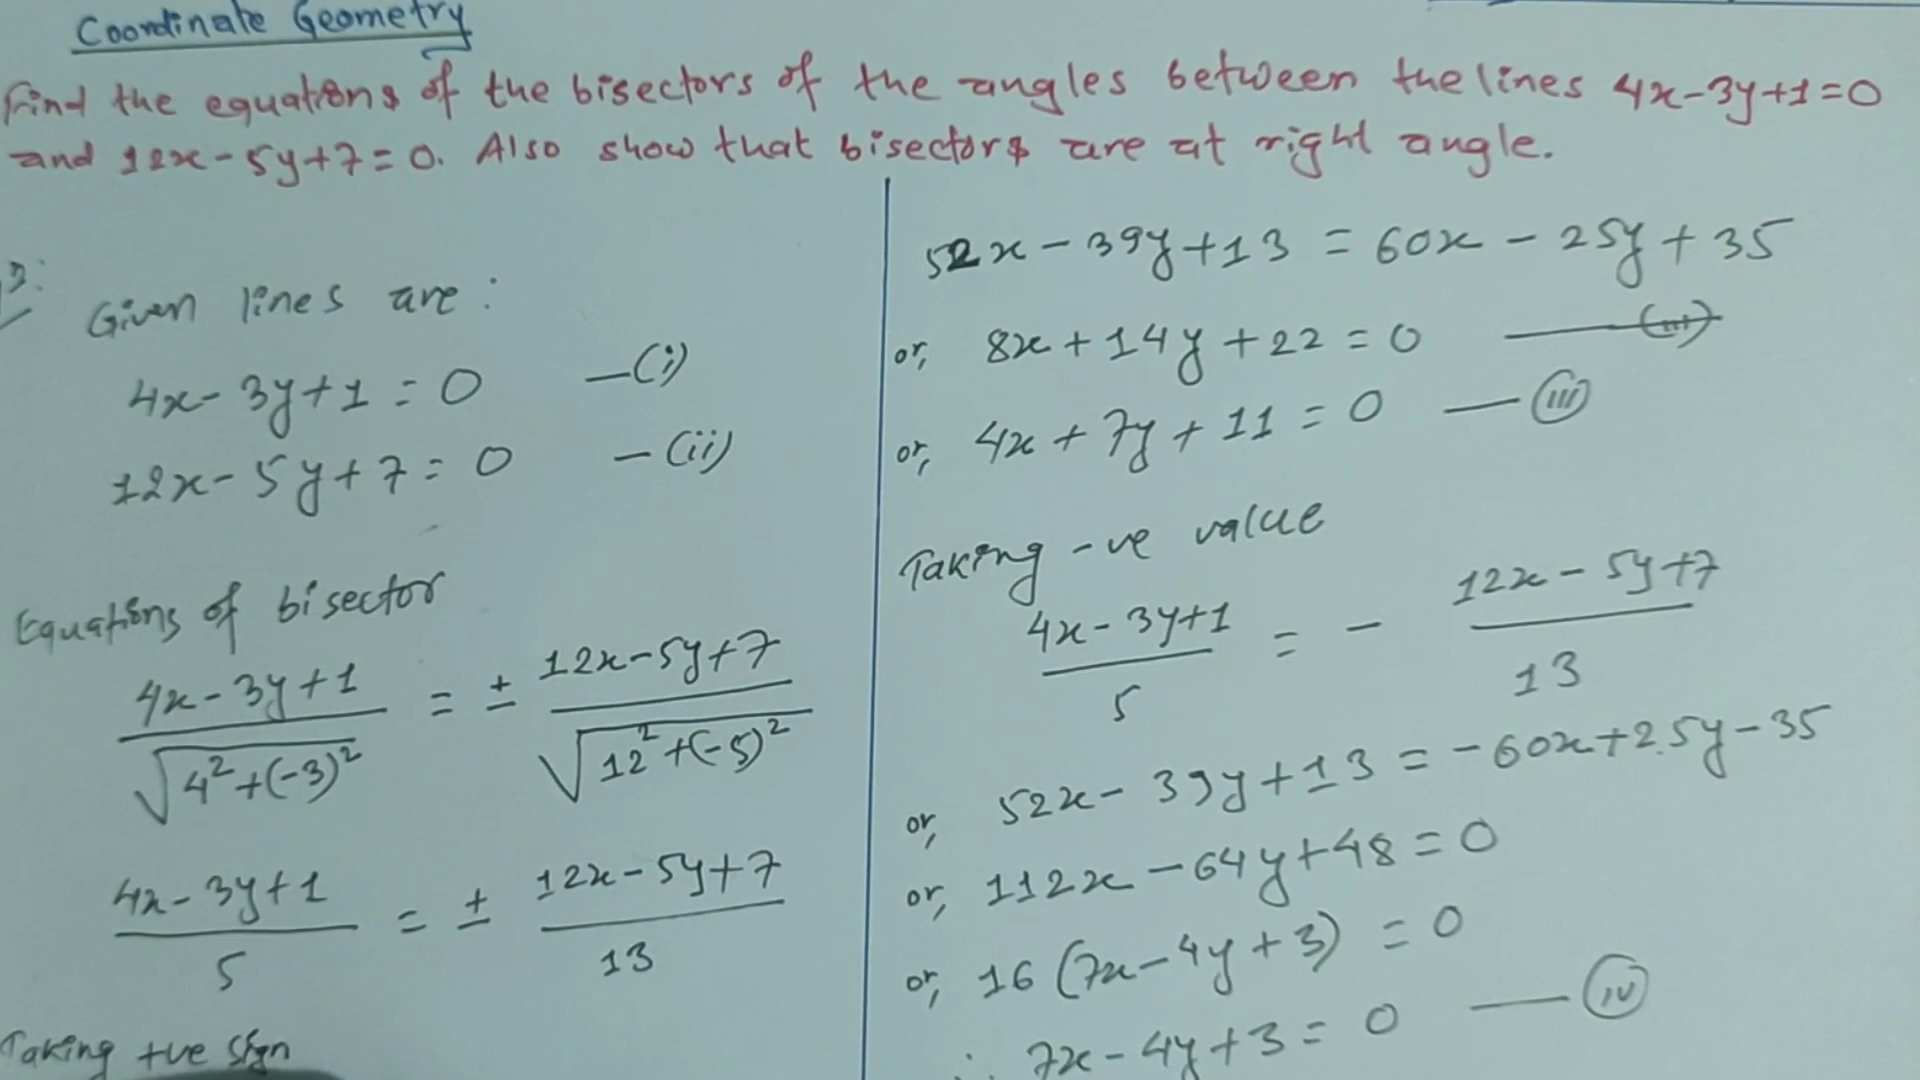 Coordinate Geometry
Find the equations of the bisectors of the angles between the lines 4x-3y+1=0
and 12x-5y+7=0. Also show that bisectors are at right angle.
Given lines are:
4x-3y+1=0 —(i)
12x-5y+7=0 —(ii)
Equations of bisector
4x-3y+1 / √4²+(-3)² = ± 12x-5y+7 / √12²+(-5)²
4x-3y+1 / 5 = ± 12x-5y+7 / 13
Taking +ve sign
52x-39y+13 = 60x-25y+35
or, 8x+14y+22=0 —(iii)
or, 4x+7y+11=0 —(iii)
Taking -ve value
4x-3y+1 / 5 = - 12x-5y+7 / 13
or, 52x-39y+13 = -60x+25y-35
or, 112x-64y+48=0
or, 16(7x-4y+3)=0
∴ 7x-4y+3=0 —(iv)